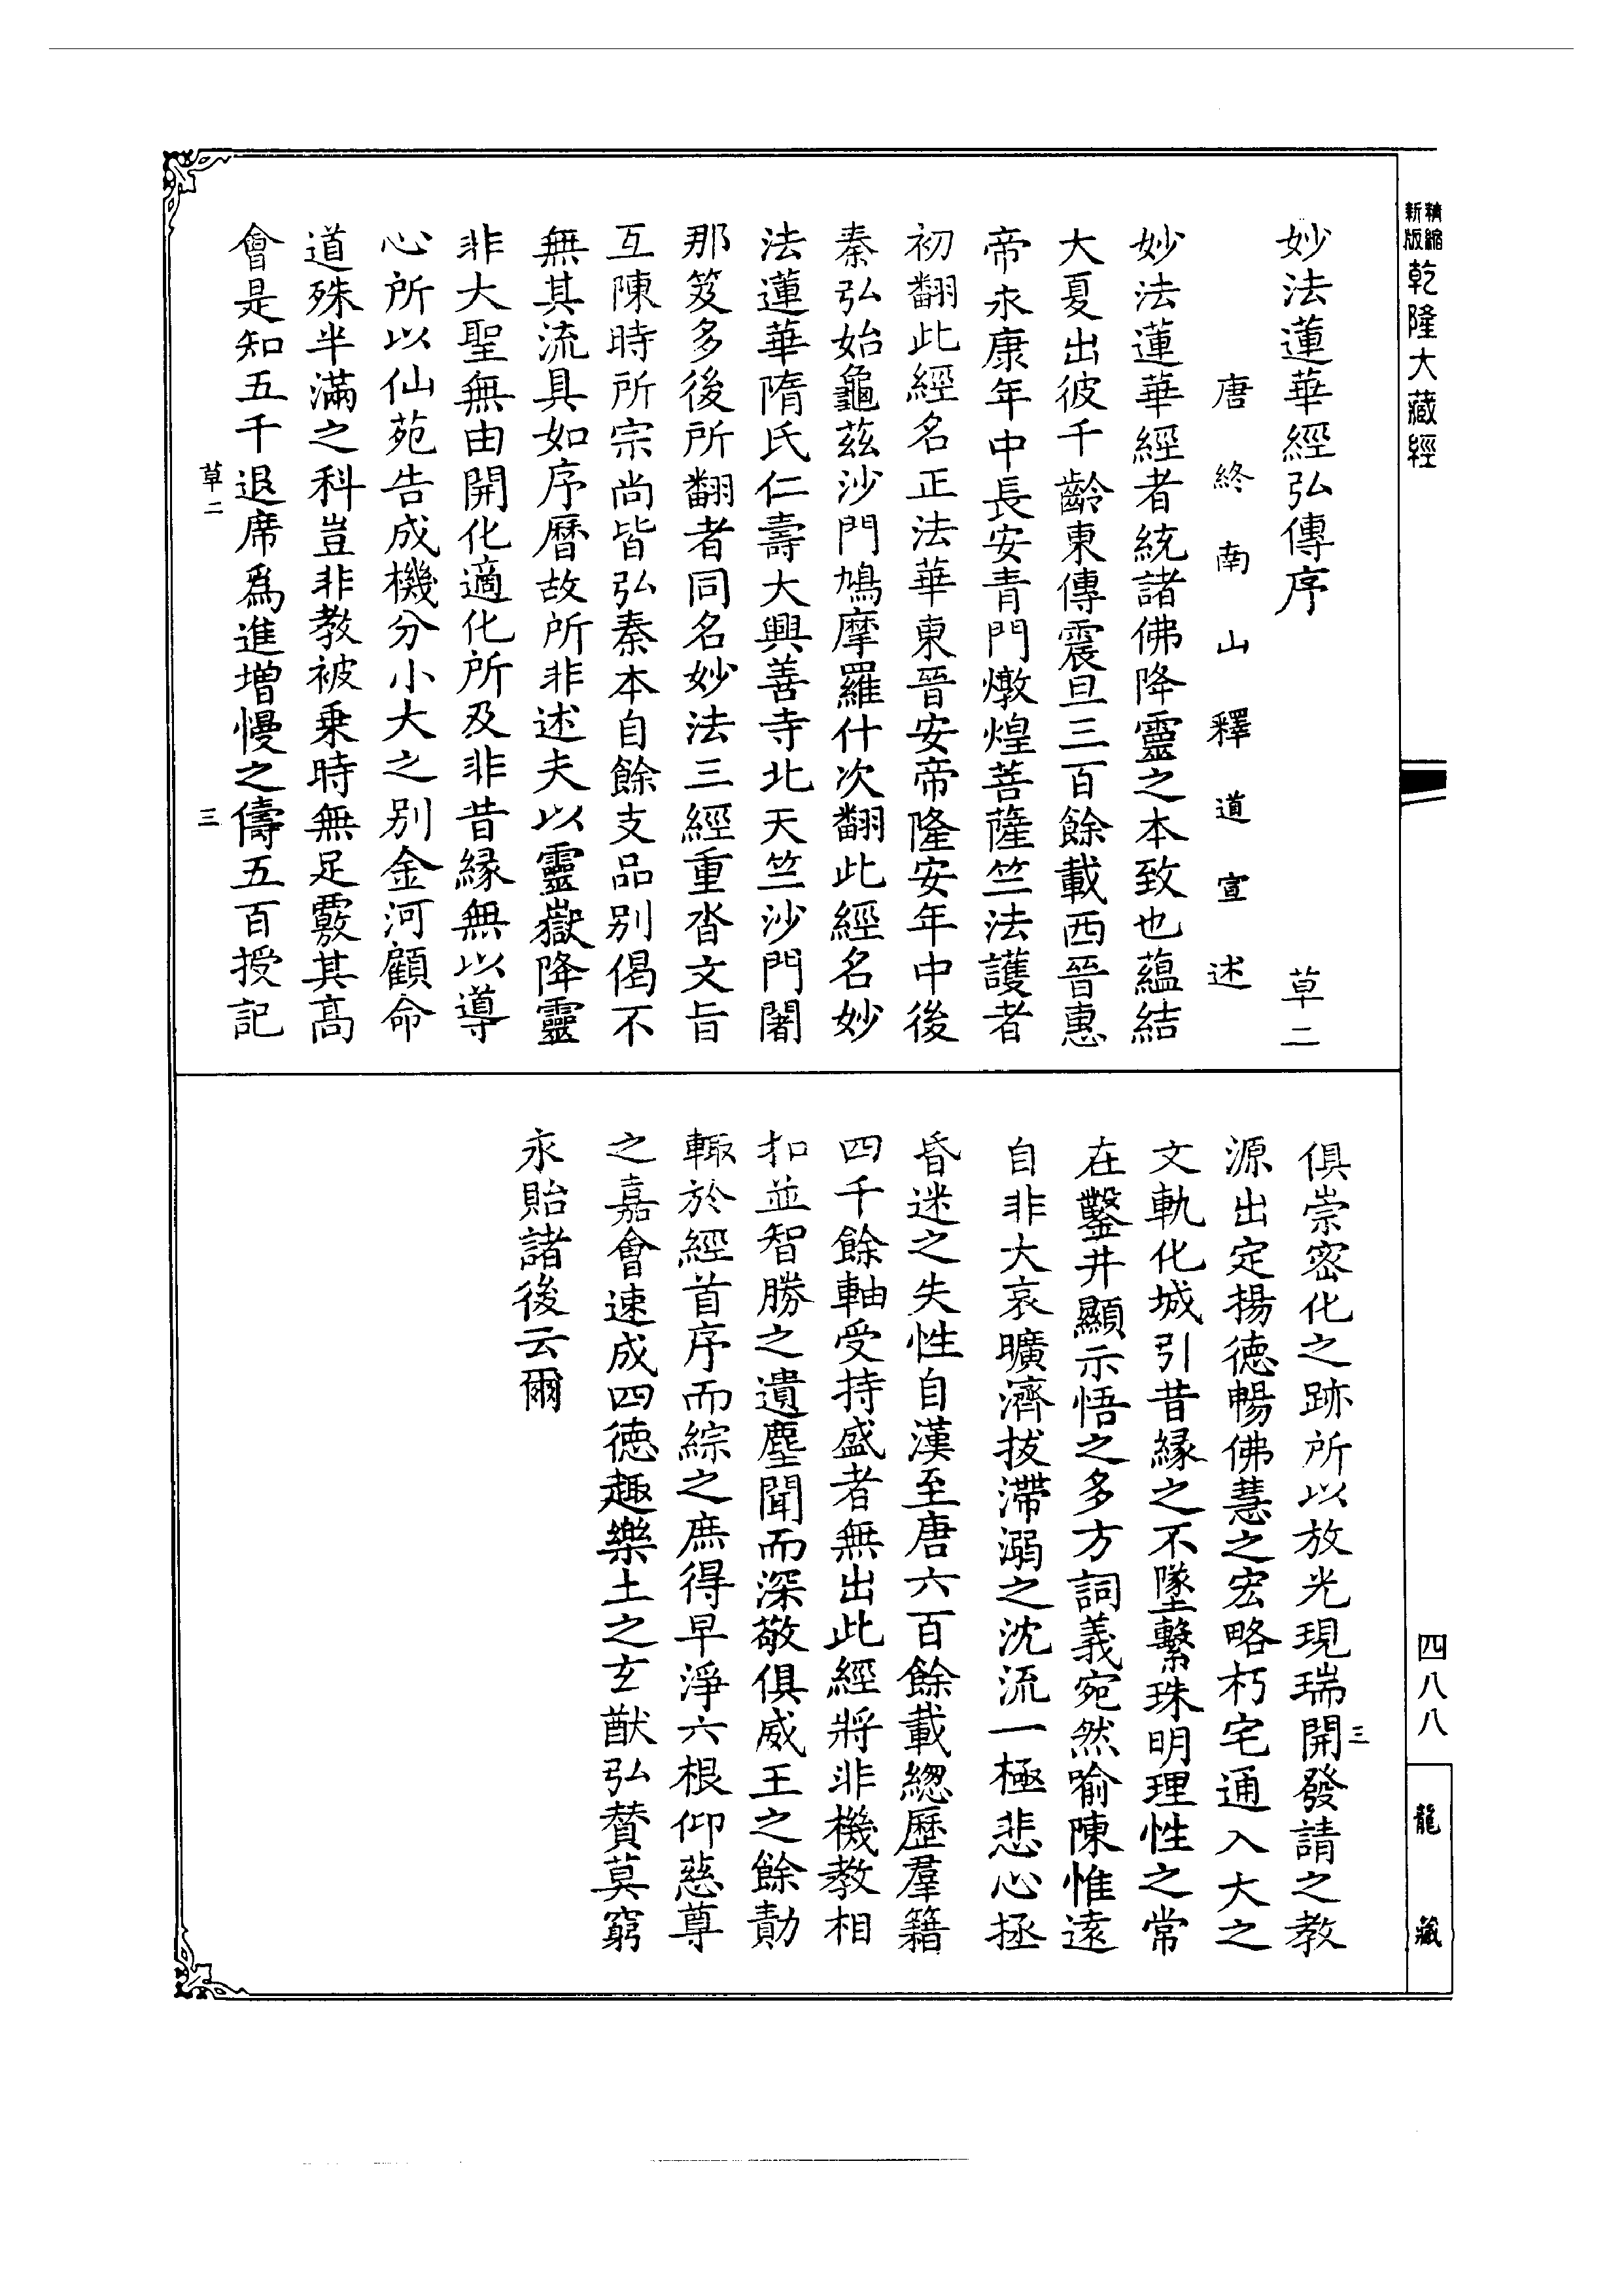 精縮新版乾隆大藏經
妙法蓮華經弘傳序 草二
唐終南山釋道宣述
妙法蓮華經者統諸佛降靈之本致也蘊結
大夏出彼千齡東傳震旦三百餘載西晉惠
帝永康年中長安青門燉煌菩薩竺法護者
初翻此經名正法華東晉安帝隆安年中後
秦弘始龜茲沙門鳩摩羅什次翻此經名妙
法蓮華隋氏仁壽大興善寺北天竺沙門闍
那笈多後所翻者同名妙法三經重沓文旨
互陳時所宗尚皆弘秦本自餘支品別偈不
無其流具如序曆故所非述夫以靈嶽降靈
非大聖無由開化適化所及非昔緣無以導
心所以仙苑告成機分小大之別金河顧命
道殊半滿之科豈非教被乘時無足覈其高
會是知五千退席為進增慢之儔五百授記
草二 三
俱崇密化之跡所以放光現瑞開發請之教
三
源出定揚德暢佛慧之宏略朽宅通入大之
文軌化城引昔緣之不墜繫珠明理性之常
在鑿井顯示悟之多方詞義宛然喻陳惟遠
自非大哀曠濟拔滯溺之沈流一極悲心拯
昏迷之失性自漢至唐六百餘載總歷羣籍
四千餘軸受持盛者無出此經將非機教相
扣並智勝之遺塵聞而深敬俱威王之餘勣
輙於經首序而綜之庶得早淨六根仰慈尊
之嘉會速成四德趣樂土之玄猷弘贊莫窮
永貽諸後云爾
四八八
龍藏